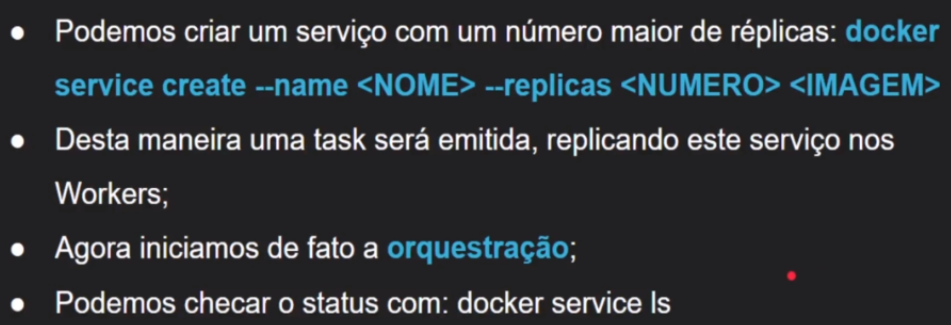 ● Podemos criar um serviço com um número maior de réplicas: docker
service create --name <NOME> --replicas <NUMERO> <IMAGEM>
● Desta maneira uma task será emitida, replicando este serviço nos
Workers;
● Agora iniciamos de fato a orquestração;
● Podemos checar o status com: docker service ls